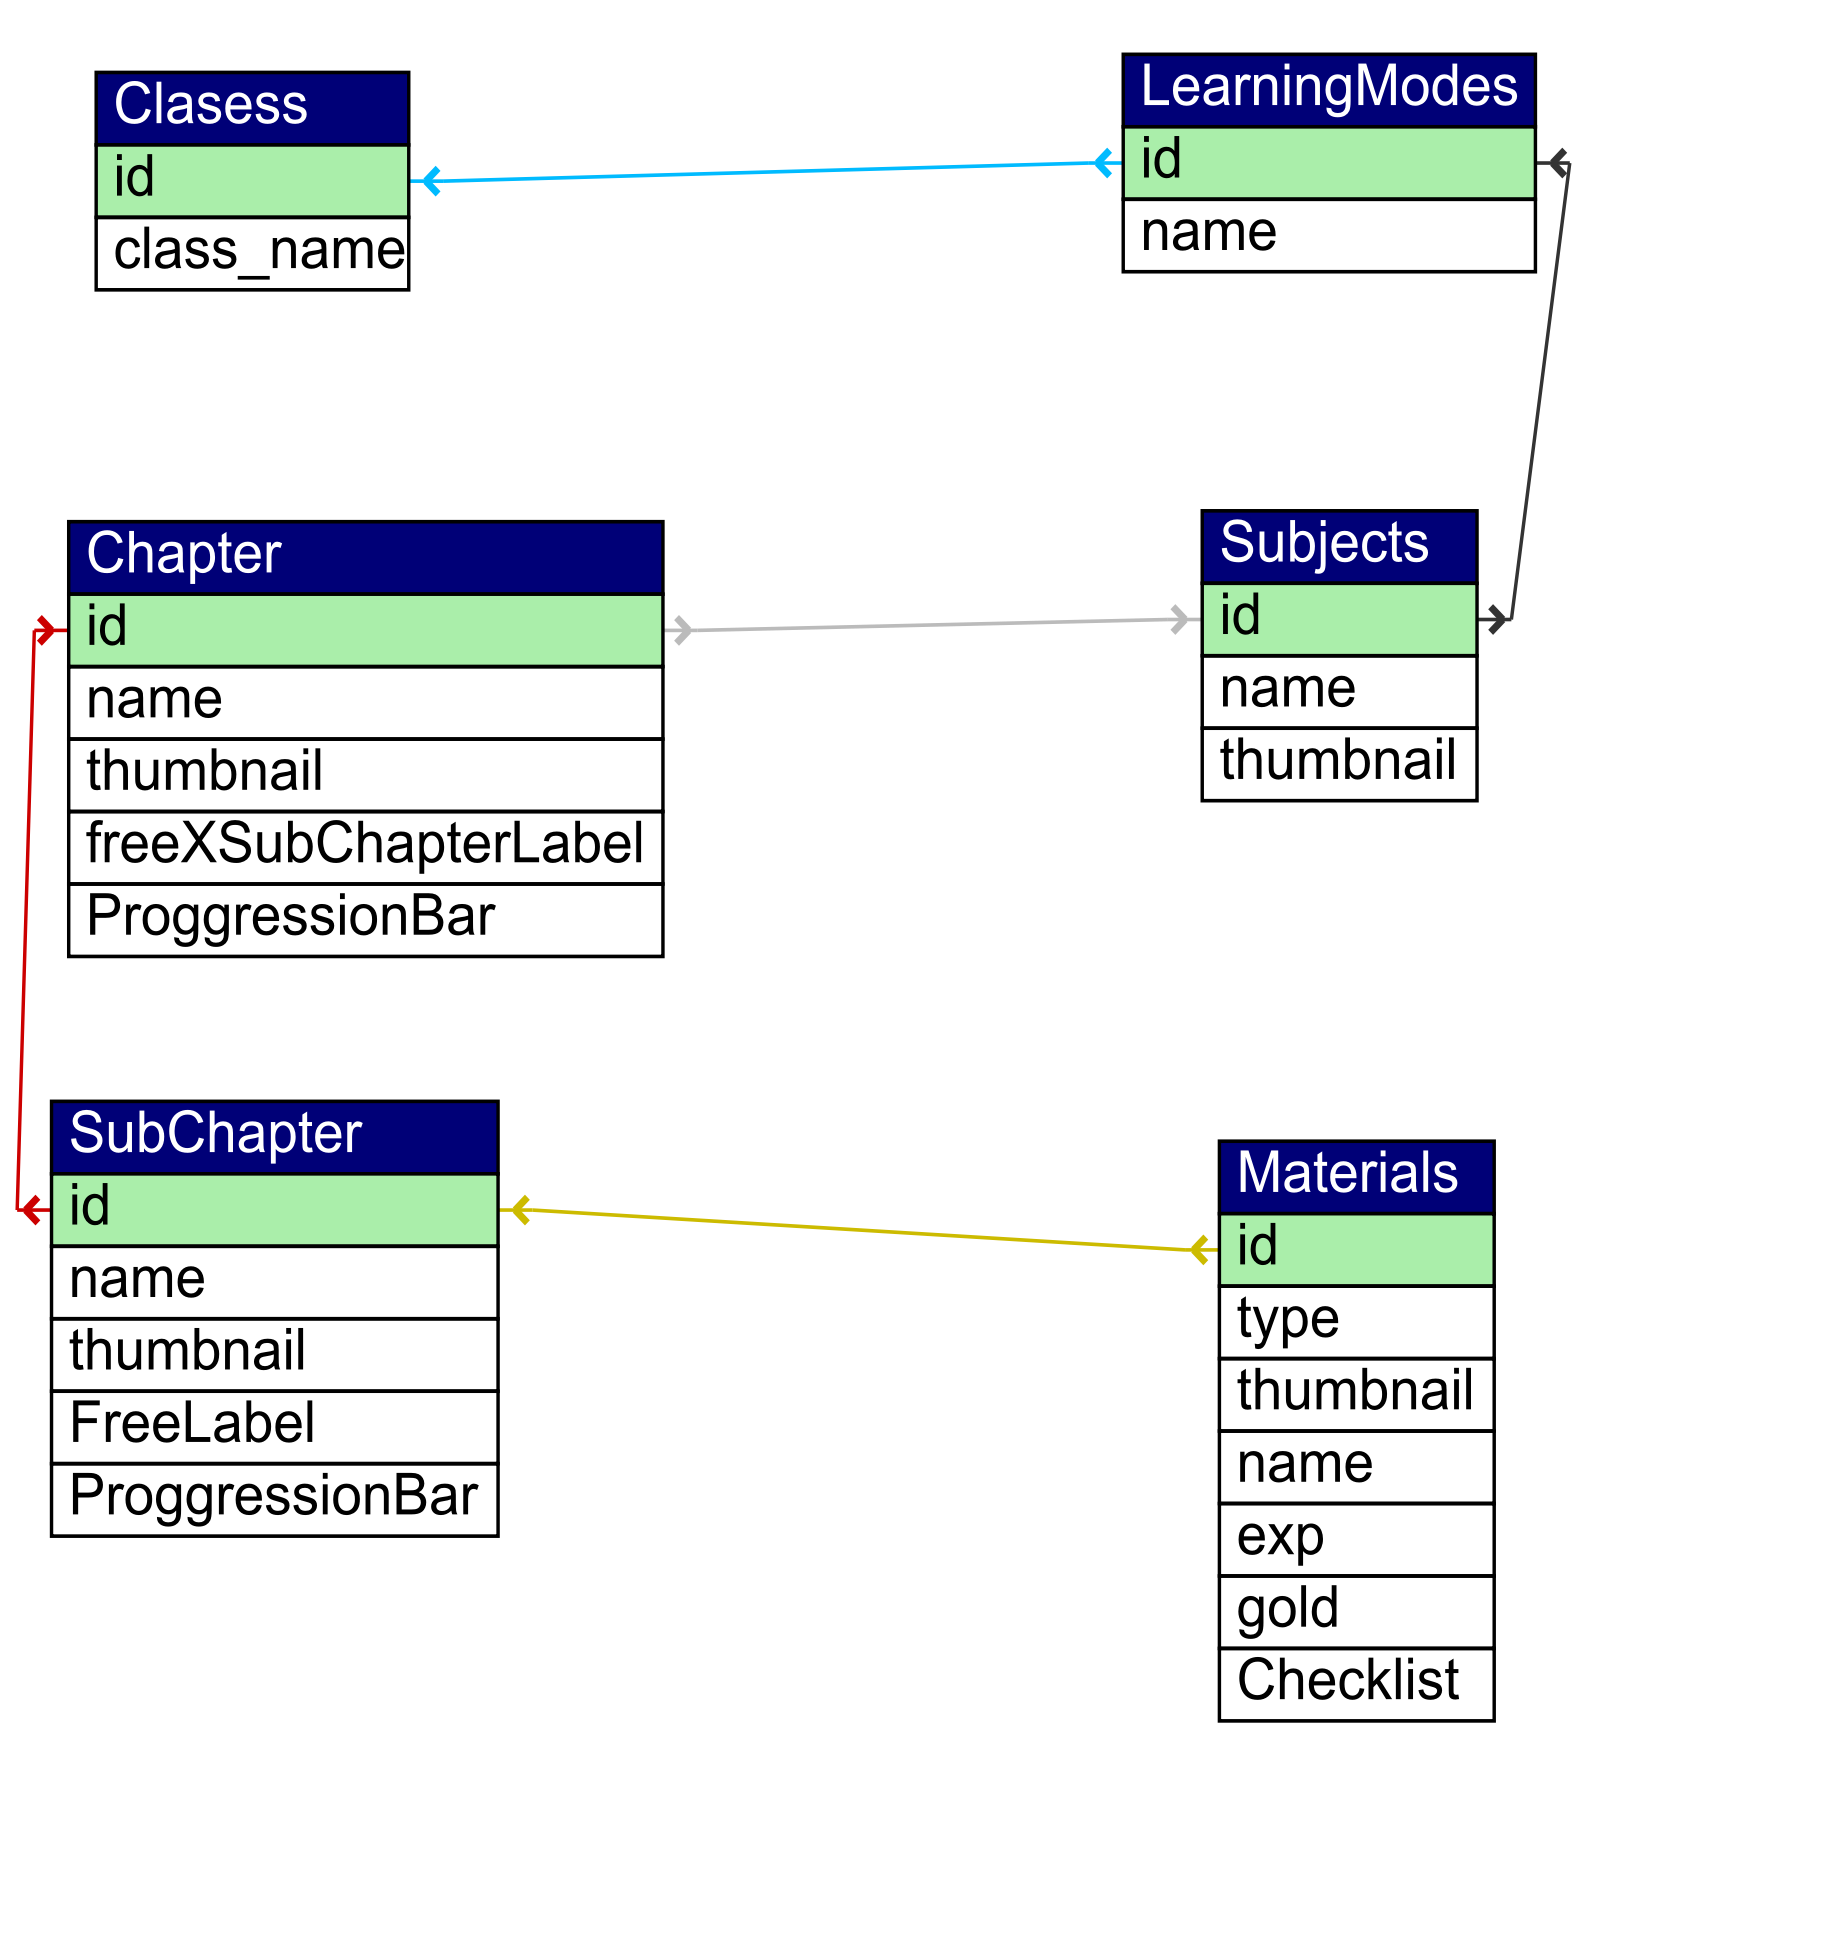 Clasess
id
class_name
LearningModes
id
name
Chapter
id
name
thumbnail
freeXSubChapterLabel
ProggressionBar
Subjects
id
name
thumbnail
SubChapter
id
name
thumbnail
FreeLabel
ProggressionBar
Materials
id
type
thumbnail
name
exp
gold
Checklist